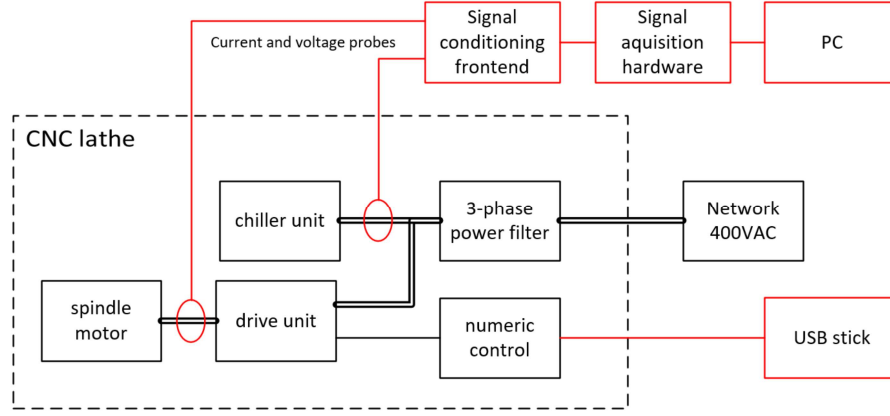 Current and voltage probes
Signal
conditioning
frontend
Signal
aquisition
hardware
PC
CNC lathe
chiller unit
3-phase
power filter
Network
400VAC
spindle
motor
drive unit
numeric
control
USB stick